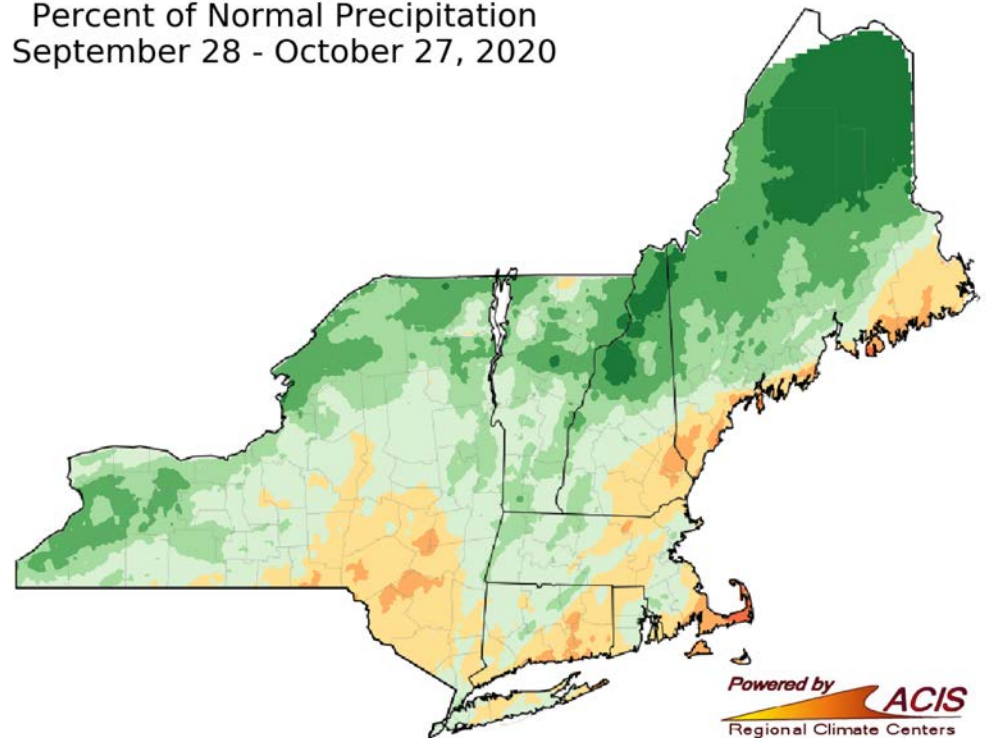 Percent of Normal Precipitation
September 28 - October 27, 2020
Powered by
ACIS
Regional Climate Centers